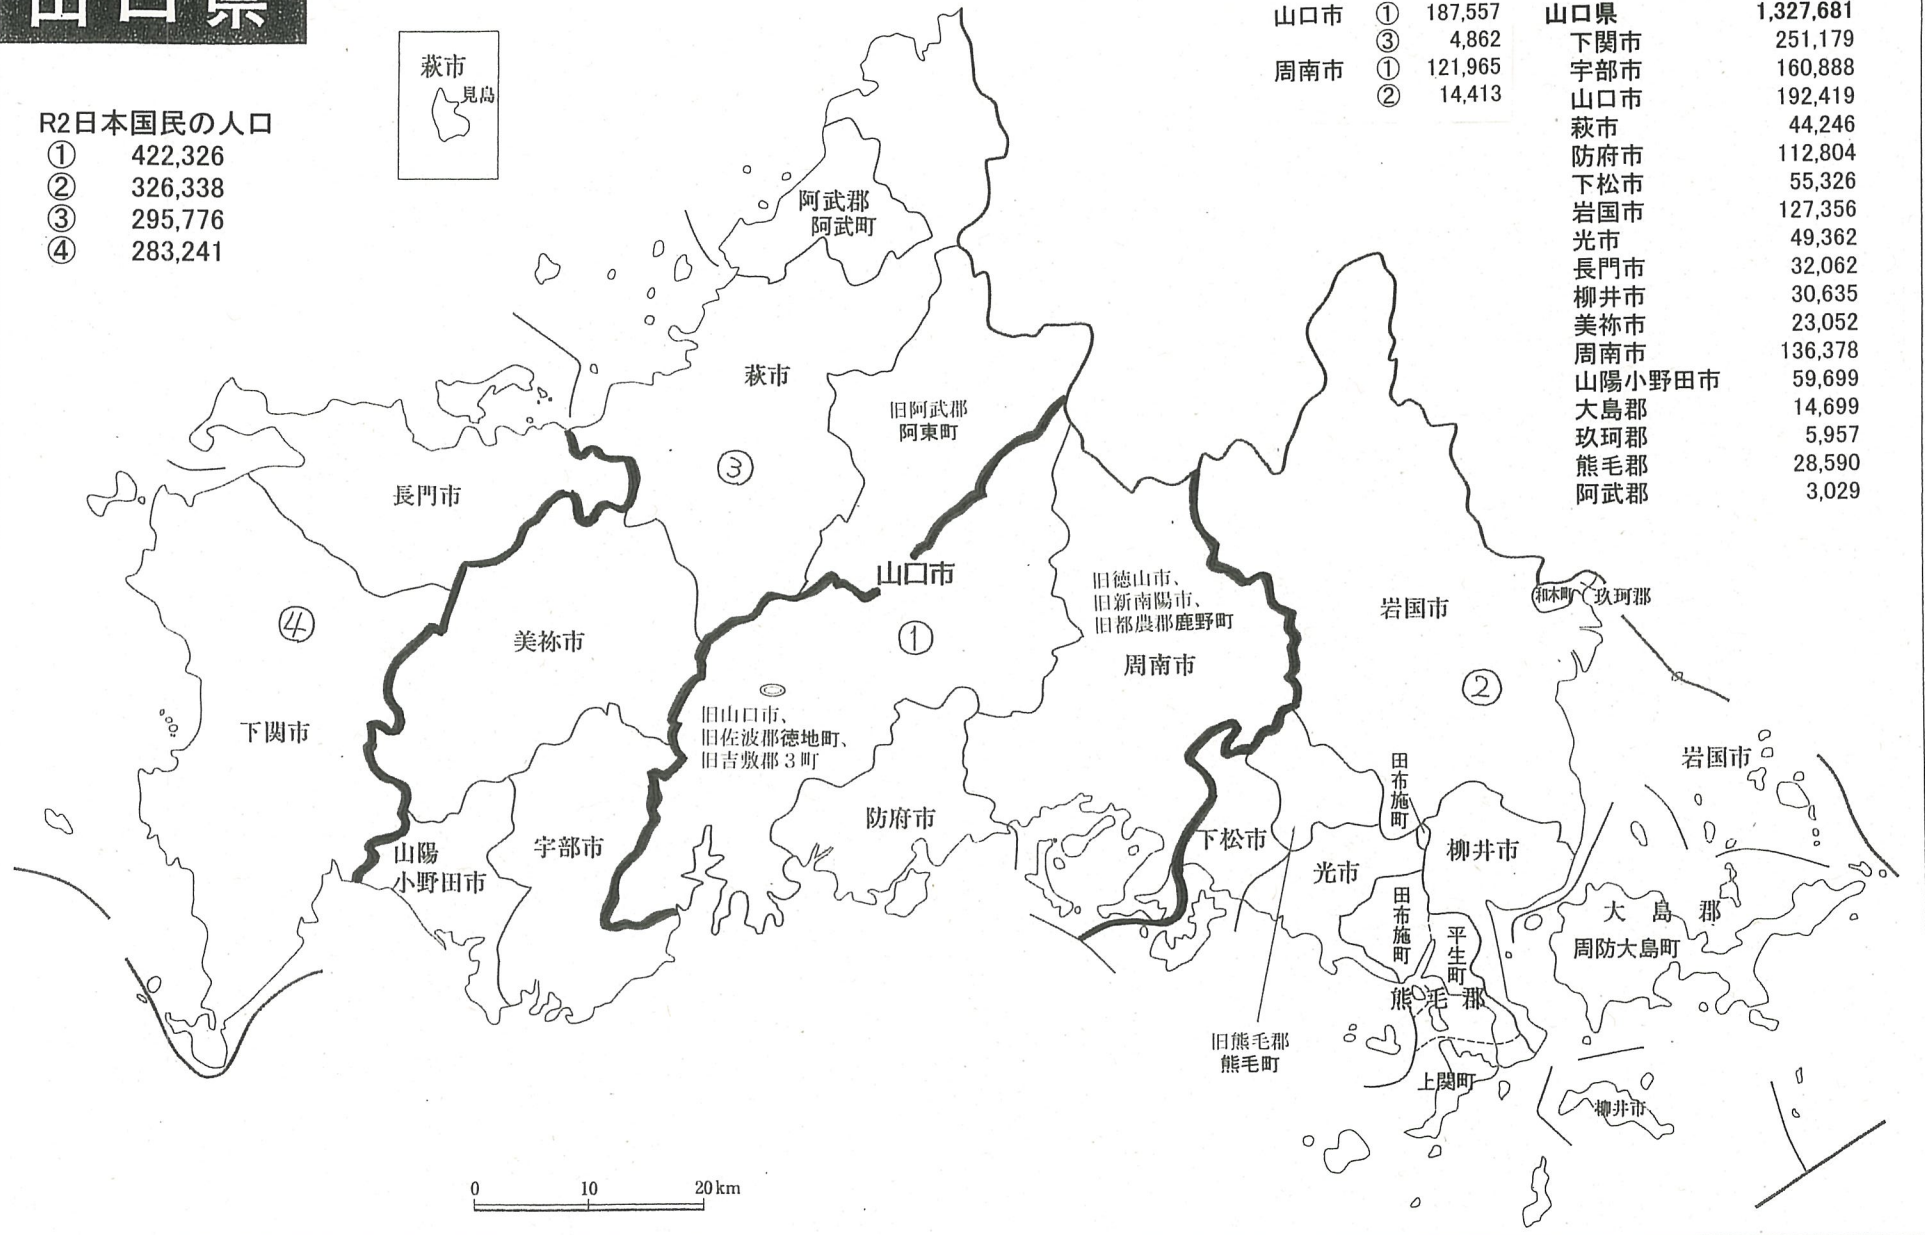 山口県
R2日本国民の人口
① 422,326
② 326,338
③ 295,776
④ 283,241
萩市
見島
山口市 ① 187,557
③ 4,862
周南市 ① 121,965
② 14,413
山口県 1,327,681
下関市 251,179
宇部市 160,888
山口市 192,419
萩市 44,246
防府市 112,804
下松市 55,326
岩国市 127,356
光市 49,362
長門市 32,062
柳井市 30,635
美祢市 23,052
周南市 136,378
山陽小野田市 59,699
大島郡 14,699
玖珂郡 5,957
熊毛郡 28,590
阿武郡 3,029
阿武郡
阿武町
萩市
旧阿武郡
阿東町
③
長門市
山口市
旧徳山市、
旧新南陽市、
旧都農郡鹿野町
周南市
岩国市
和木町
玖珂郡
④
美祢市
①
②
下関市
旧山口市、
旧佐波郡徳地町、
旧吉敷郡3町
岩国市
田布施町
防府市
下松市
柳井市
山陽
小野田市
宇部市
光市
田布施町
平生町
大島郡
周防大島町
熊毛郡
旧熊毛郡
熊毛町
上関町
柳井市
0 10 20km